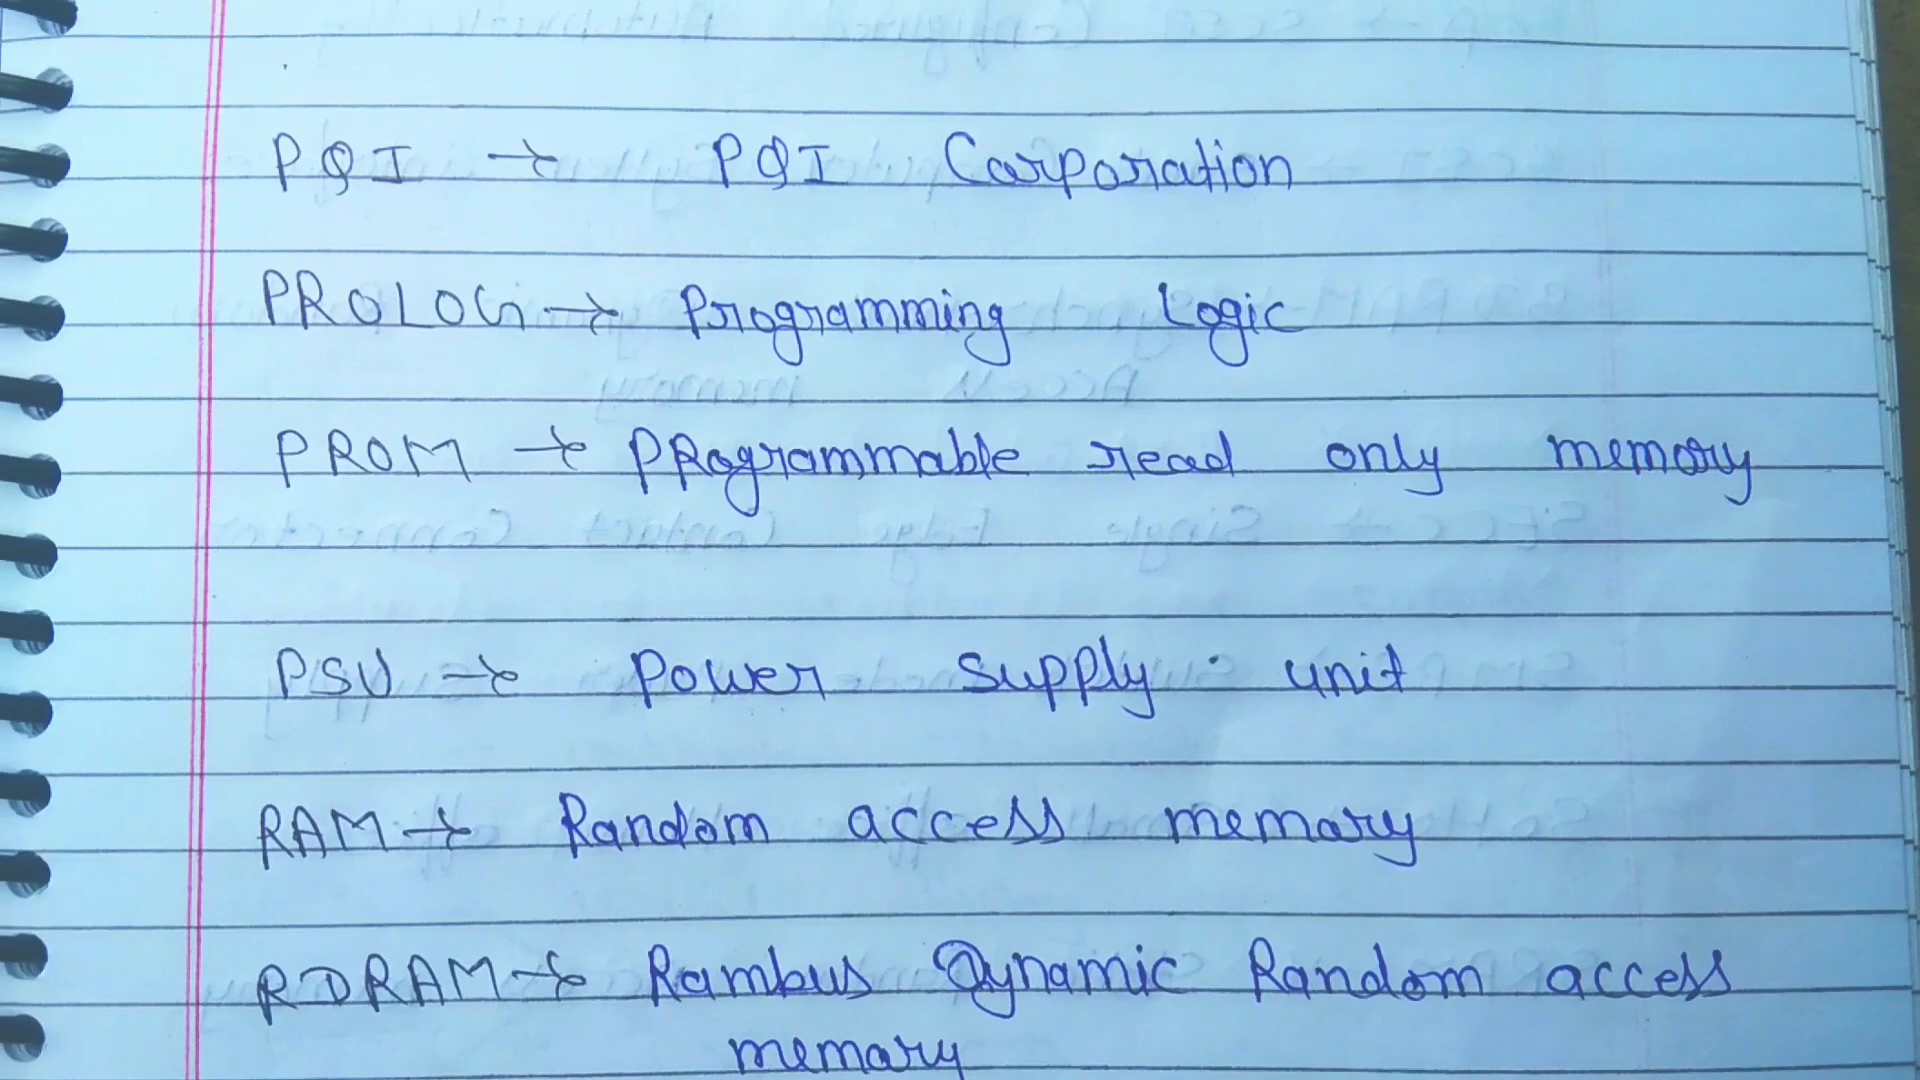 PQI → PQI Corporation
PROLOG → Programming Logic
PROM → PROgrammable read only memory
PSU → Power supply unit
RAM → Random access memory
RDRAM → Rambus Dynamic Random access
memory